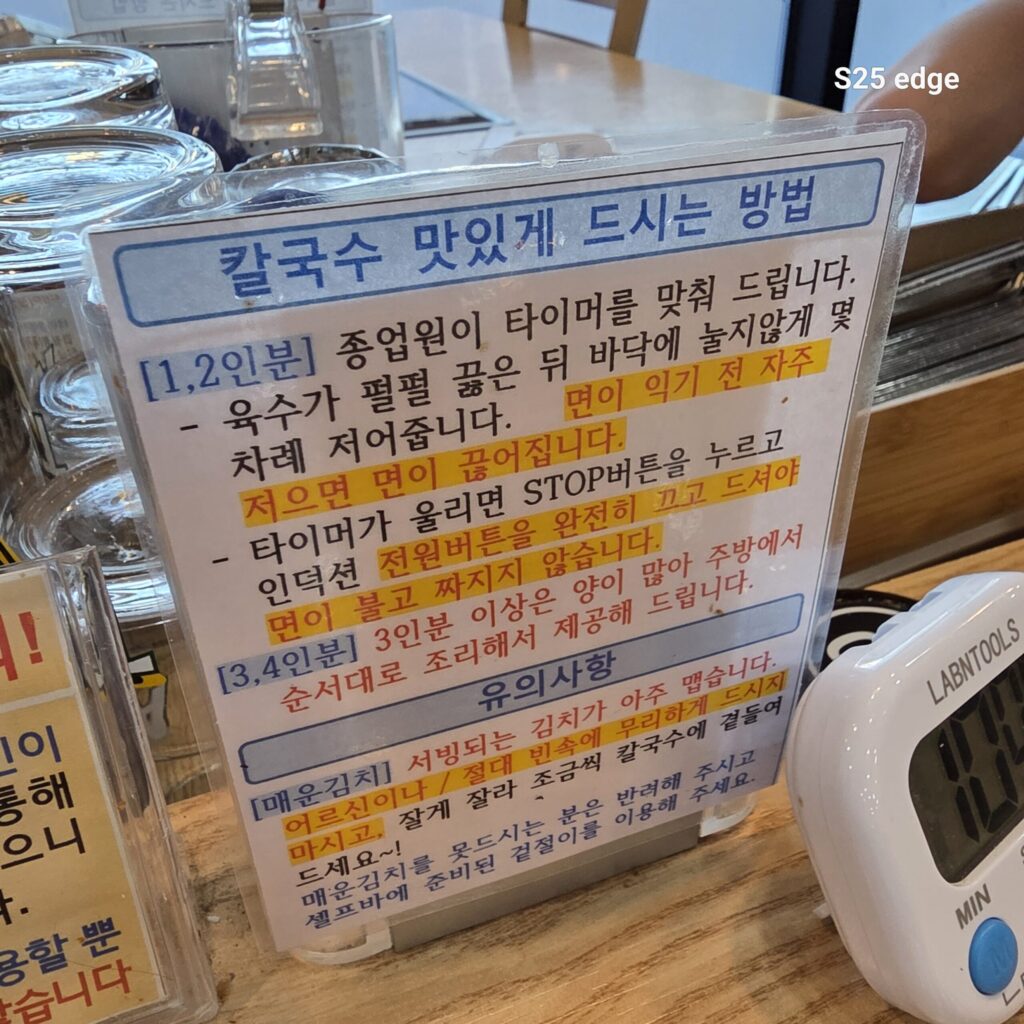 S25 edge
칼국수 맛있게 드시는 방법
[1,2인분] 종업원이 타이머를 맞춰 드립니다.
- 육수가 펄펄 끓은 뒤 바닥에 눌지않게 몇
차례 저어줍니다. 면이 익기 전 자주
저으면 면이 끊어집니다.
- 타이머가 울리면 STOP버튼을 누르고
인덕션 전원버튼을 완전히 끄고 드셔야
면이 불고 짜지지 않습니다.
[3,4인분] 3인분 이상은 양이 많아 주방에서
순서대로 조리해서 제공해 드립니다.
유의사항
[매운김치] 서빙되는 김치가 아주 맵습니다.
어르신이나 / 절대 빈속에 무리하게 드시지
마시고, 잘게 잘라 조금씩 칼국수에 곁들여
드세요~!
매운김치를 못드시는 분은 반려해 주시고
셀프바에 준비된 겉절이를 이용해 주세요.
통해
으니
용할 뿐
않습니다
LABNTOOLS
MIN